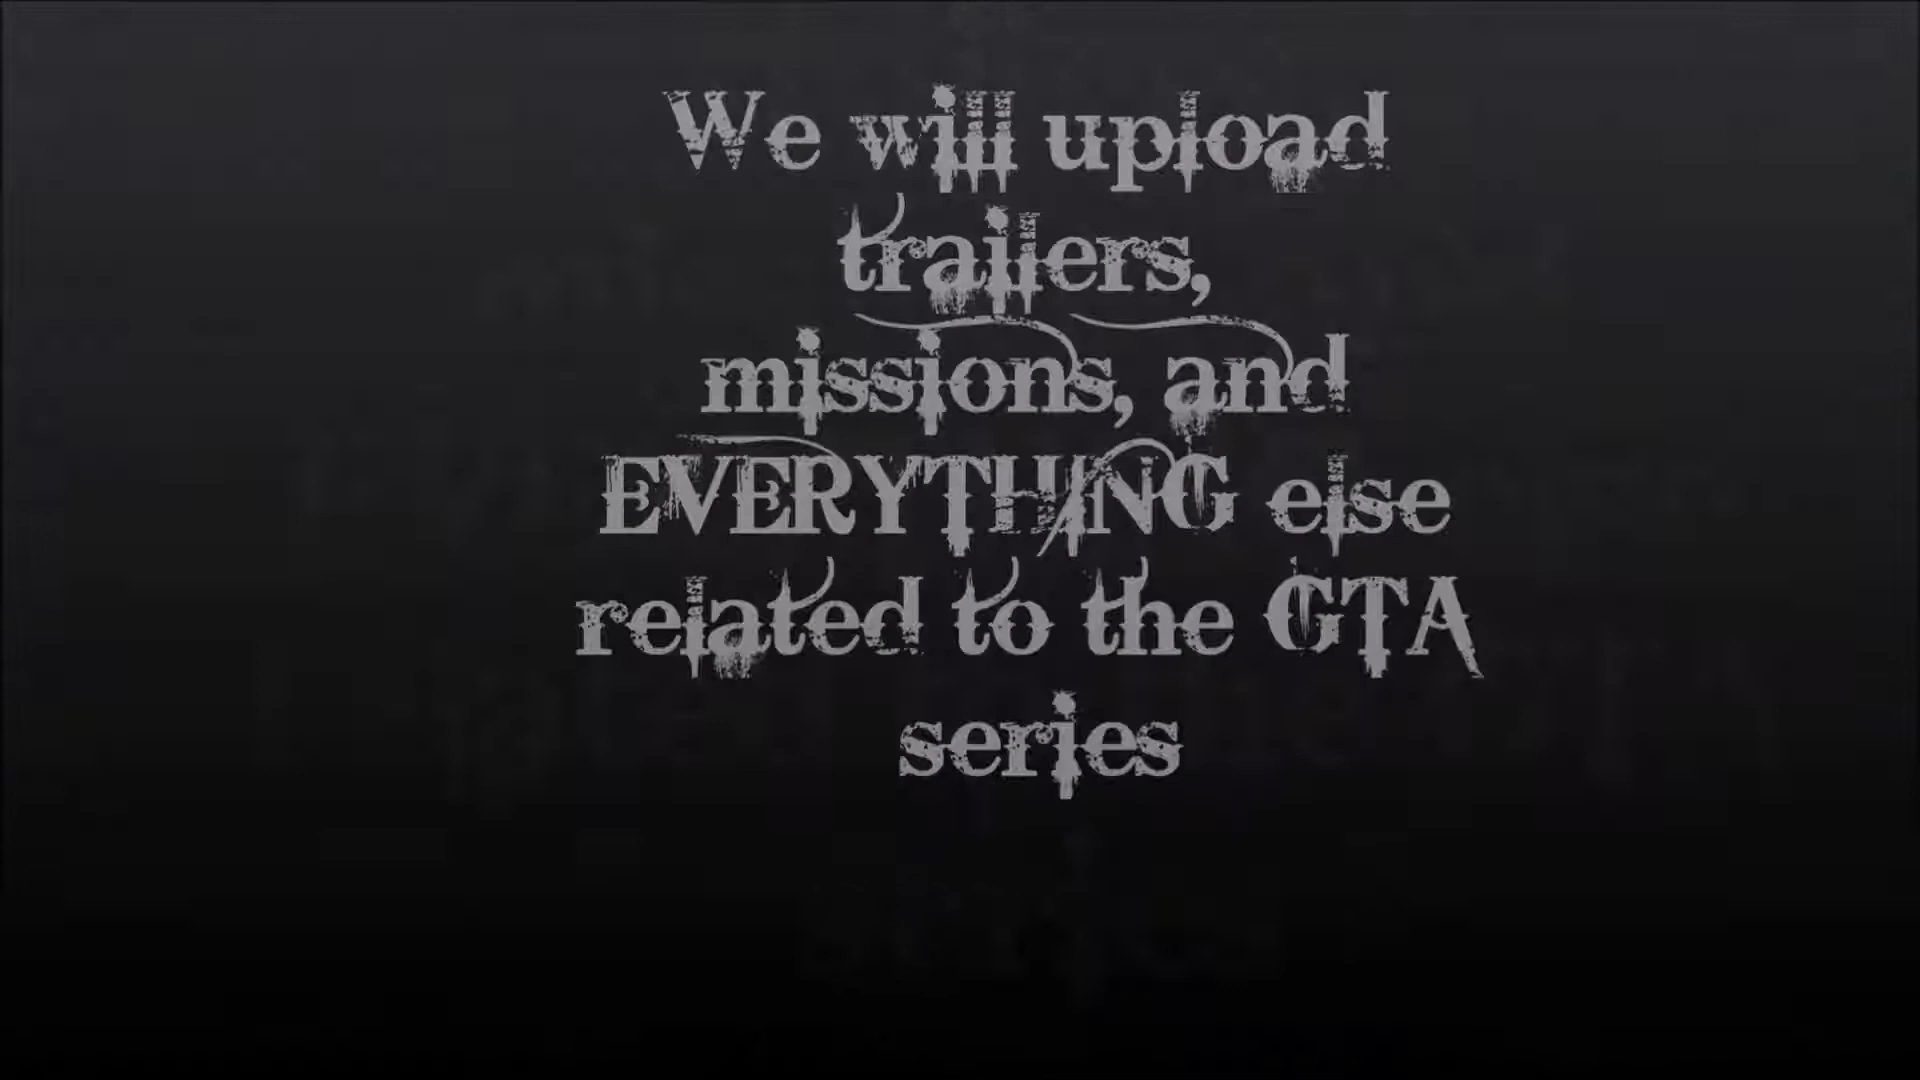 We will upload
trailers,
missions, and
EVERYTHING else
related to the GTA
series